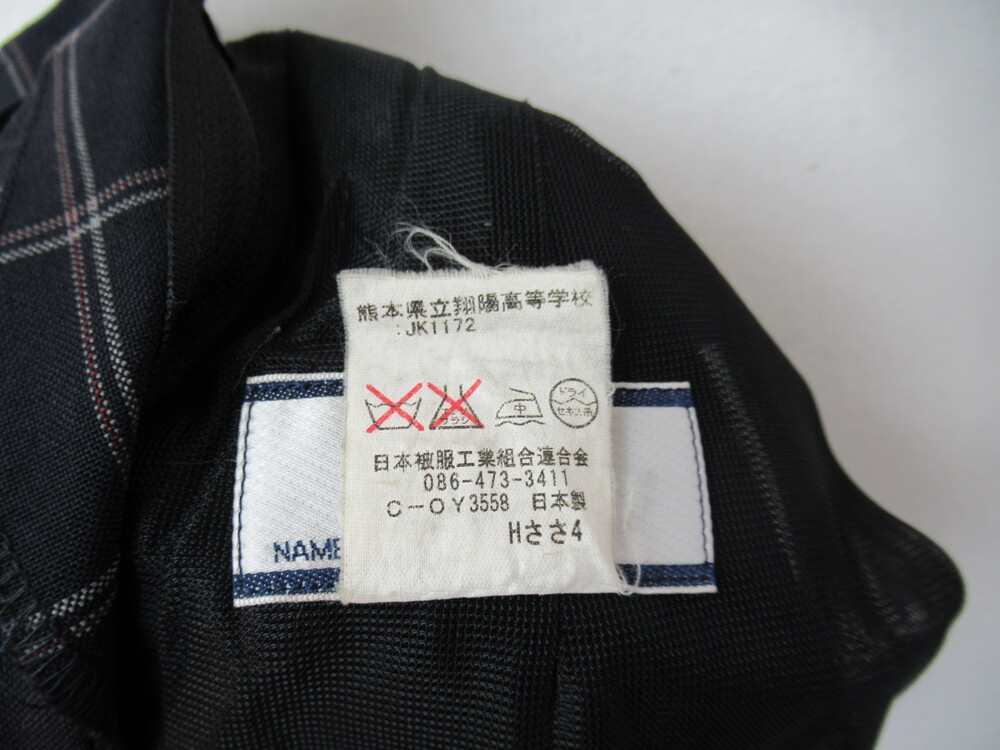 熊本県立翔陽高等学校
:JK1172
中
ドライ
セキユ系
日本被服工業組合連合会
086-473-3411
C-OY3558 日本製
Hささ4
NAME